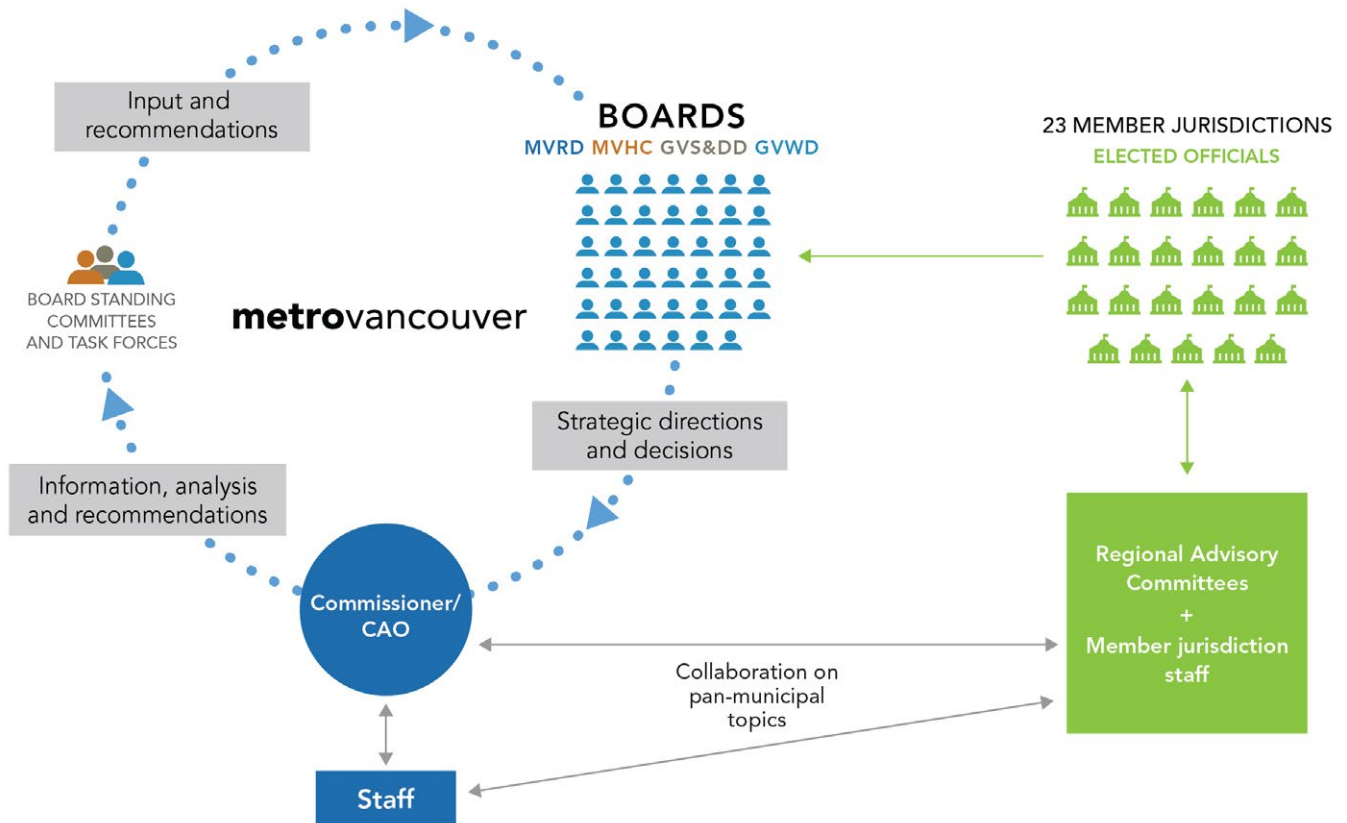 Input and
recommendations
BOARDS
MVRD MVHC GVS&DD GVWD
23 MEMBER JURISDICTIONS
ELECTED OFFICIALS
BOARD STANDING
COMMITTEES
AND TASK FORCES
metrovancouver
Strategic directions
and decisions
Information, analysis
and recommendations
Commissioner/
CAO
Regional Advisory
Committees
+
Member jurisdiction
staff
Collaboration on
pan-municipal
topics
Staff